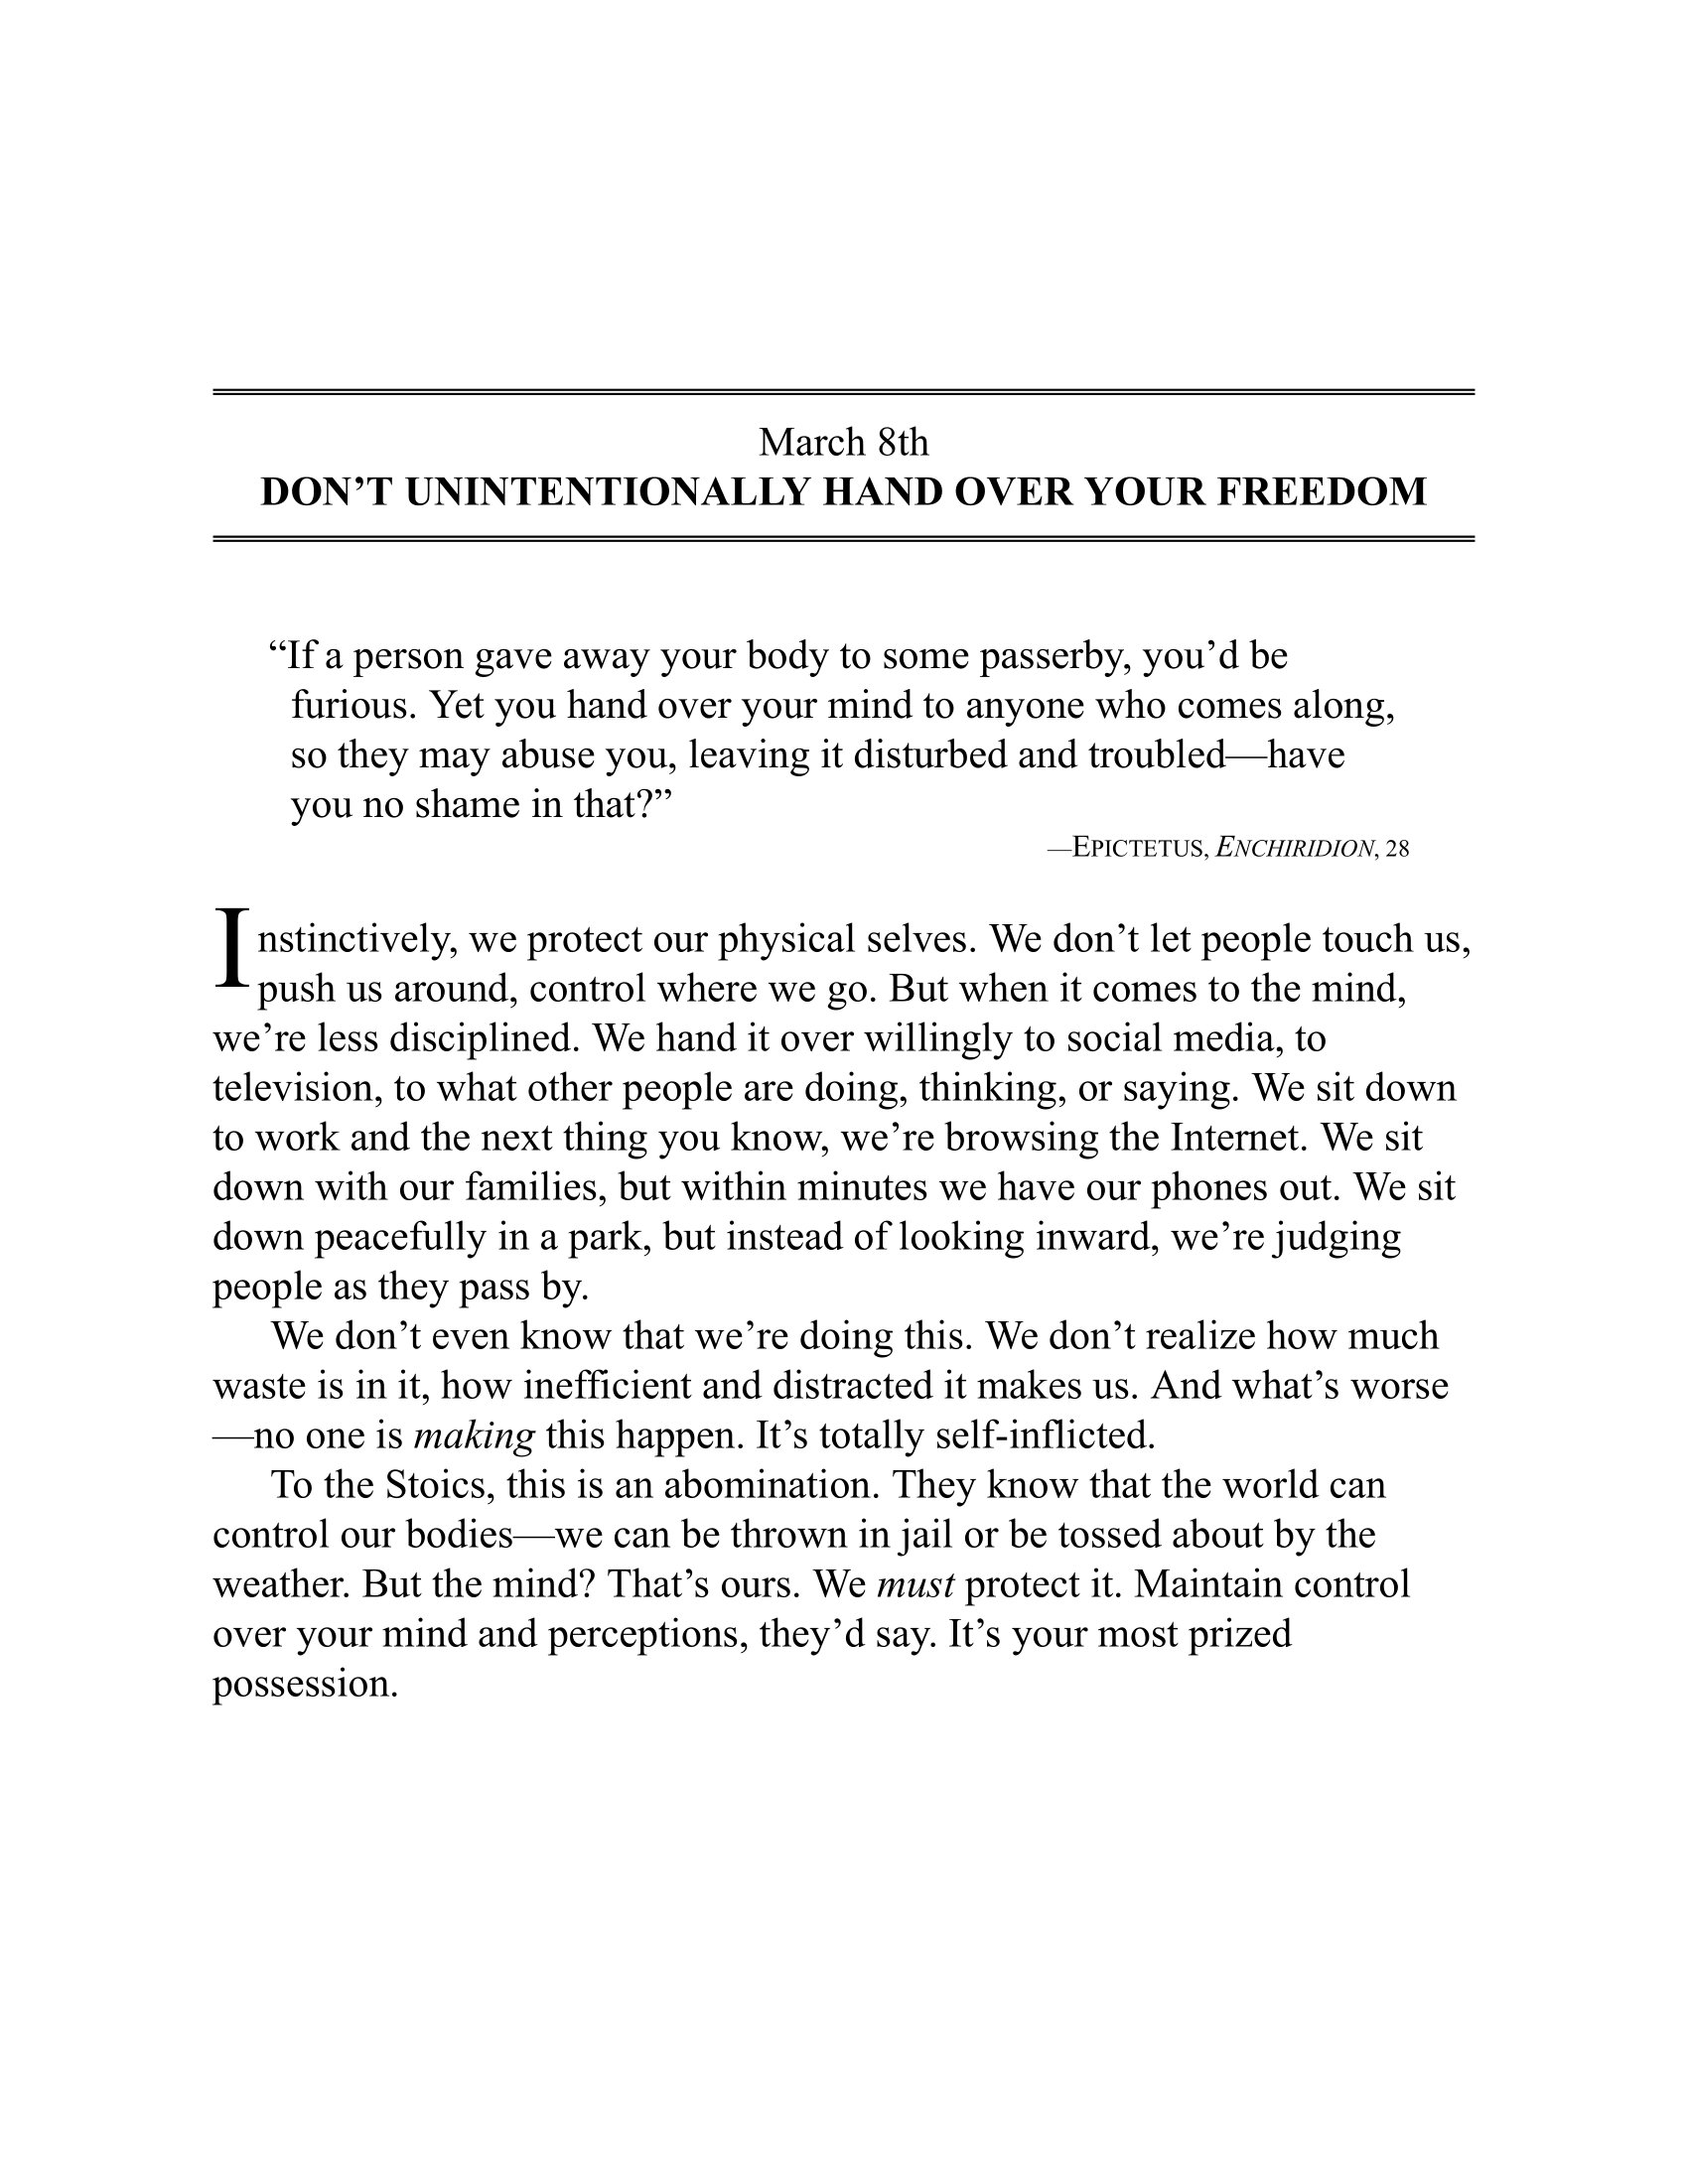 March 8th
DON’T UNINTENTIONALLY HAND OVER YOUR FREEDOM
“If a person gave away your body to some passerby, you’d be
furious. Yet you hand over your mind to anyone who comes along,
so they may abuse you, leaving it disturbed and troubled—have
you no shame in that?”
—EPICTETUS, ENCHIRIDION, 28
Instinctively, we protect our physical selves. We don’t let people touch us,
push us around, control where we go. But when it comes to the mind,
we’re less disciplined. We hand it over willingly to social media, to
television, to what other people are doing, thinking, or saying. We sit down
to work and the next thing you know, we’re browsing the Internet. We sit
down with our families, but within minutes we have our phones out. We sit
down peacefully in a park, but instead of looking inward, we’re judging
people as they pass by.
We don’t even know that we’re doing this. We don’t realize how much
waste is in it, how inefficient and distracted it makes us. And what’s worse
—no one is making this happen. It’s totally self-inflicted.
To the Stoics, this is an abomination. They know that the world can
control our bodies—we can be thrown in jail or be tossed about by the
weather. But the mind? That’s ours. We must protect it. Maintain control
over your mind and perceptions, they’d say. It’s your most prized
possession.